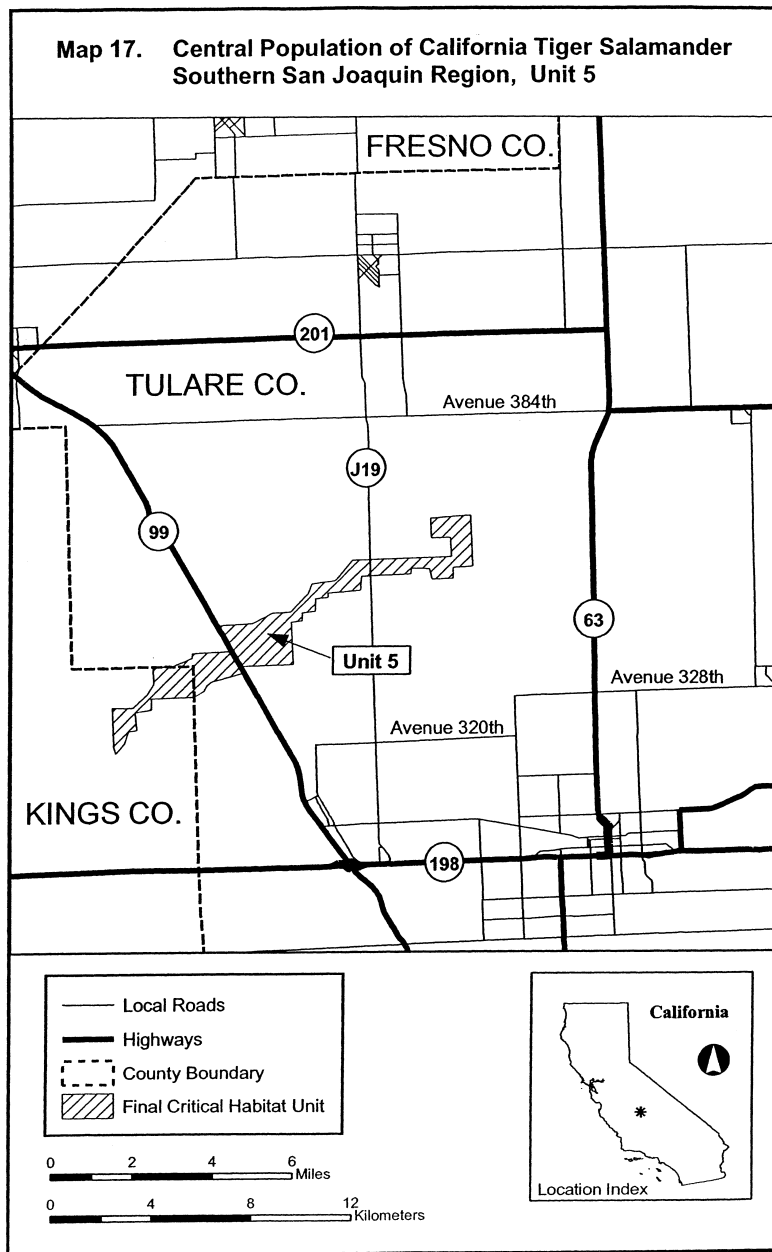 Map 17. Central Population of California Tiger Salamander
Southern San Joaquin Region, Unit 5
FRESNO CO.
201
TULARE CO.
Avenue 384th
J19
99
63
Unit 5
Avenue 328th
Avenue 320th
KINGS CO.
198
Local Roads
Highways
County Boundary
Final Critical Habitat Unit
0 2 4 6
Miles
0 4 8 12
Kilometers
California
Location Index